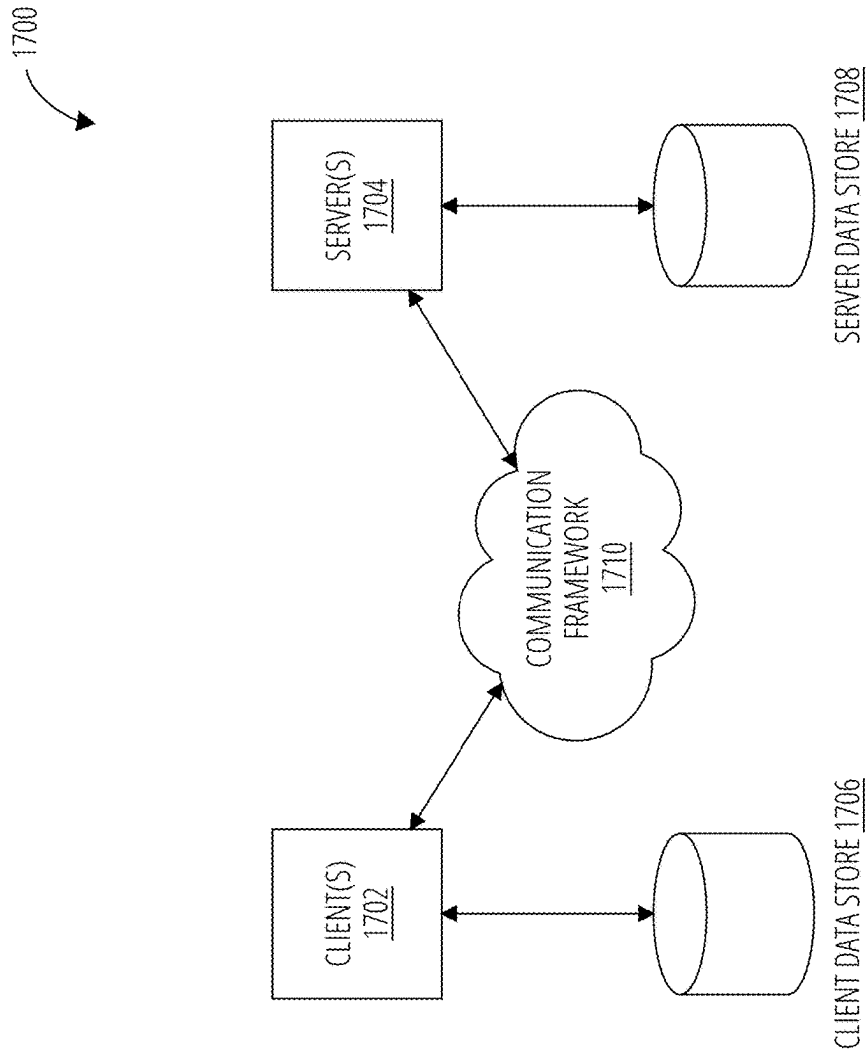 1700
CLIENT(S)
1702
SERVER(S)
1704
COMMUNICATION
FRAMEWORK
1710
CLIENT DATA STORE 1706
SERVER DATA STORE 1708